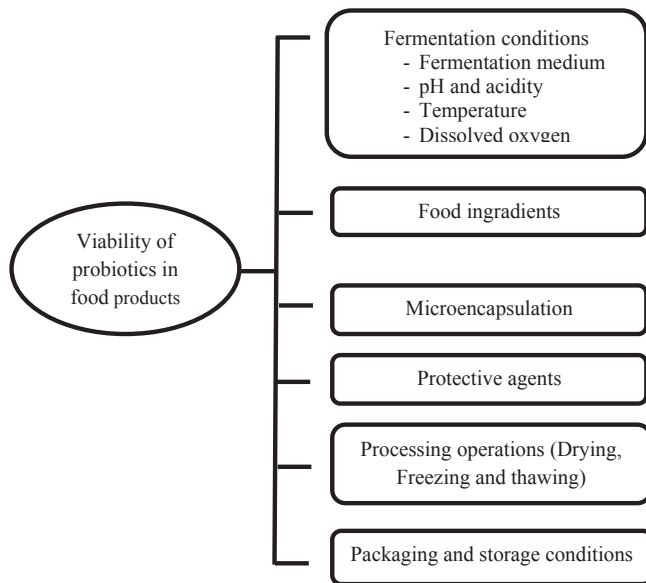 Fermentation conditions
- Fermentation medium
- pH and acidity
- Temperature
- Dissolved oxygen
Food ingredients
Viability of
probiotics in
food products
Microencapsulation
Protective agents
Processing operations (Drying,
Freezing and thawing)
Packaging and storage conditions